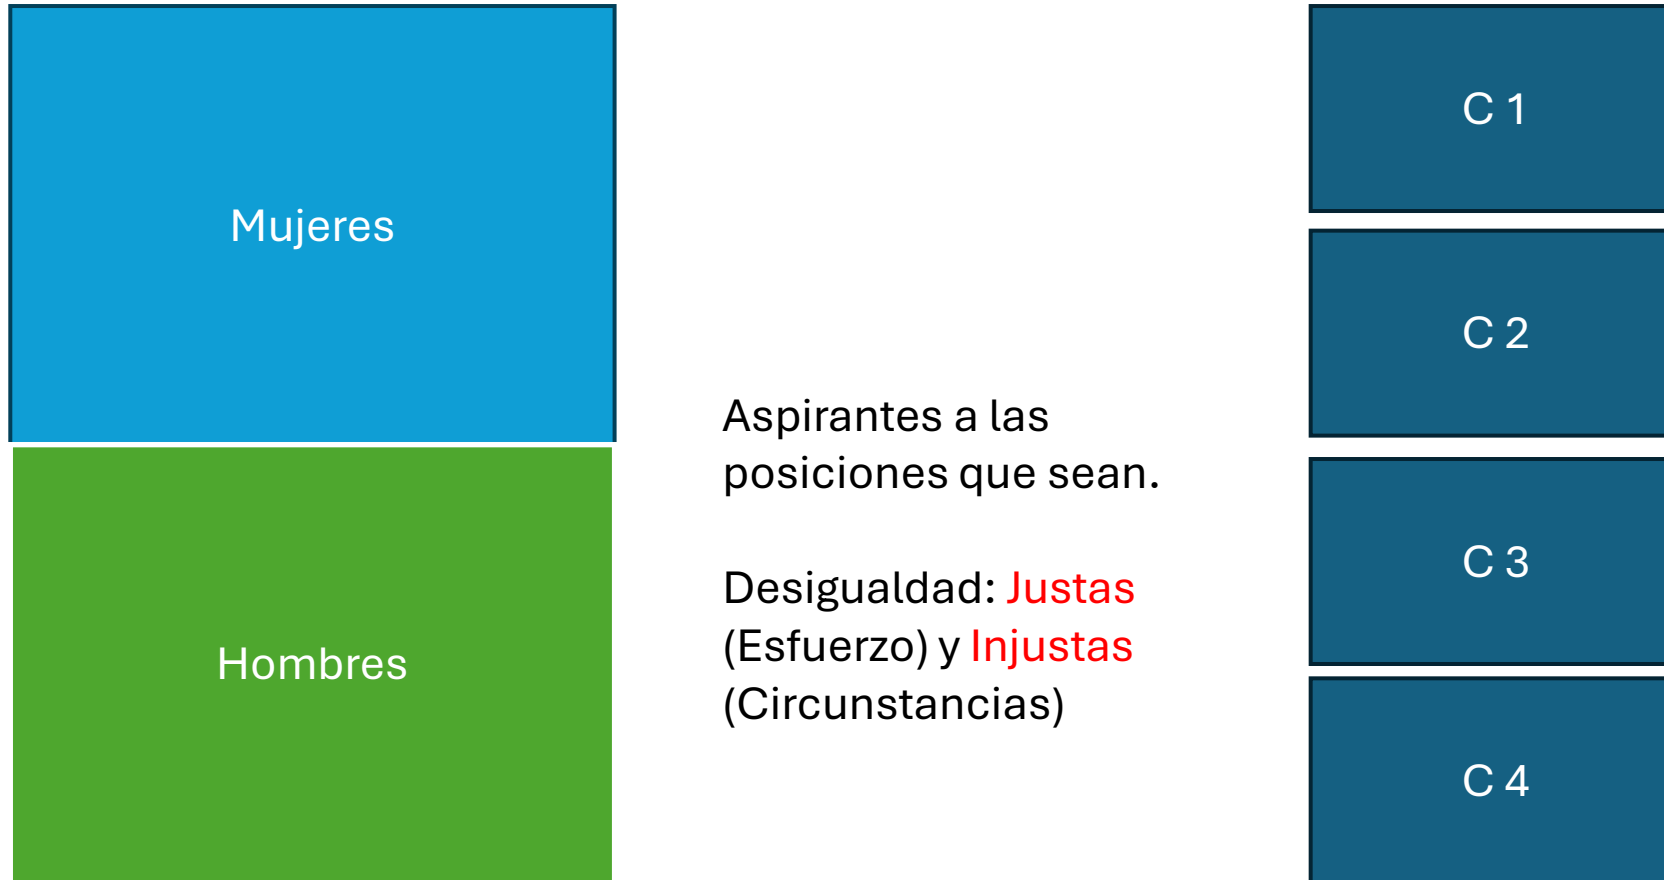 Mujeres
Hombres
Aspirantes a las
posiciones que sean.
Desigualdad: Justas
(Esfuerzo) y Injustas
(Circunstancias)
C 1
C 2
C 3
C 4